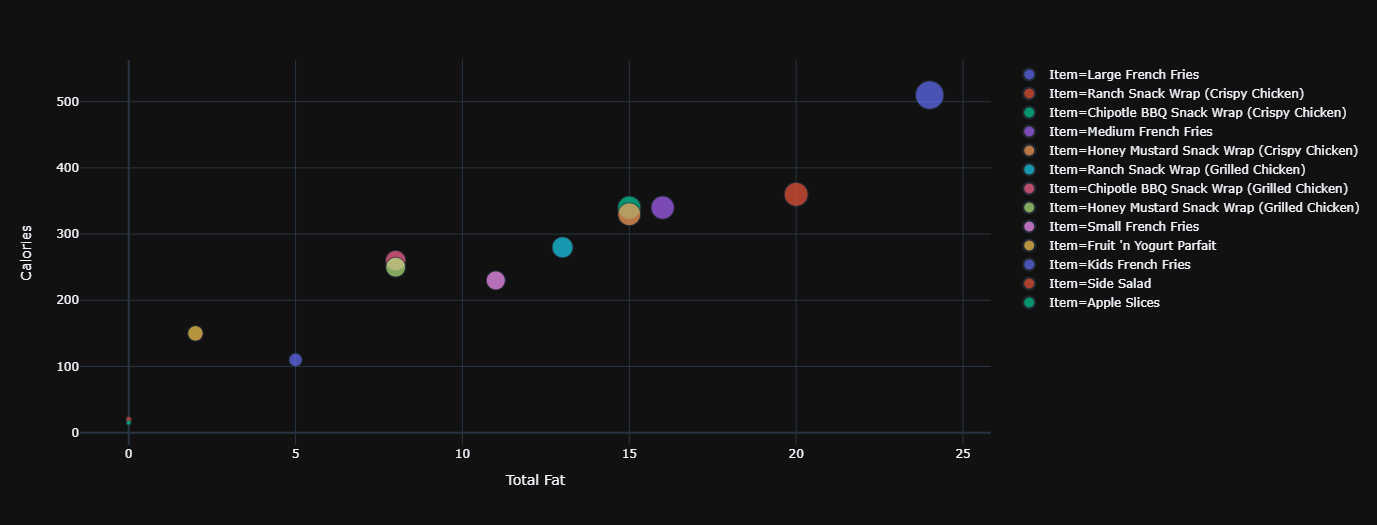 500
400
300
200
100
0
Calories
0 5 10 15 20 25
Total Fat
Item=Large French Fries
Item=Ranch Snack Wrap (Crispy Chicken)
Item=Chipotle BBQ Snack Wrap (Crispy Chicken)
Item=Medium French Fries
Item=Honey Mustard Snack Wrap (Crispy Chicken)
Item=Ranch Snack Wrap (Grilled Chicken)
Item=Chipotle BBQ Snack Wrap (Grilled Chicken)
Item=Honey Mustard Snack Wrap (Grilled Chicken)
Item=Small French Fries
Item=Fruit 'n Yogurt Parfait
Item=Kids French Fries
Item=Side Salad
Item=Apple Slices